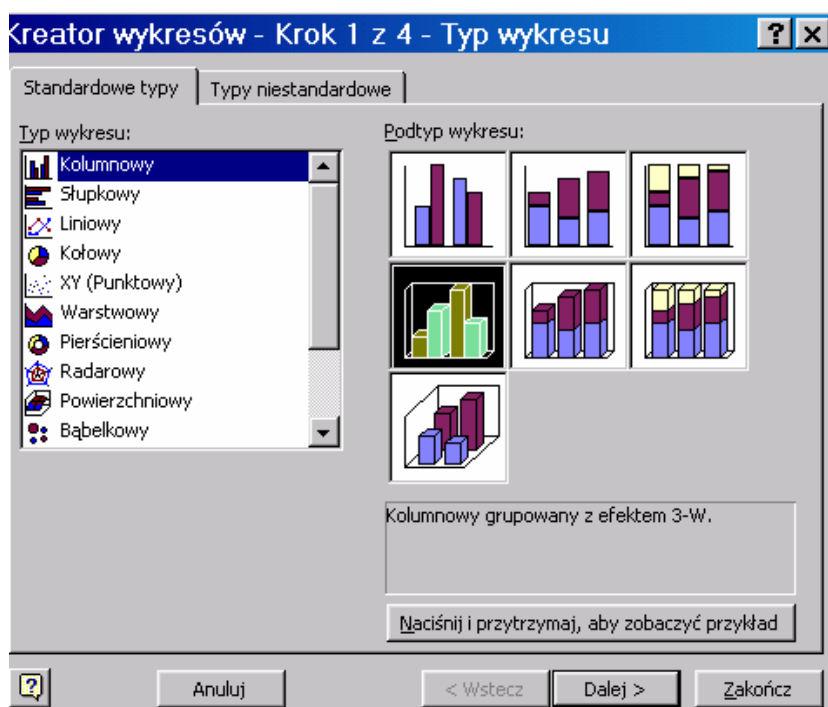 Kreator wykresów - Krok 1 z 4 - Typ wykresu
Standardowe typy
Typy niestandardowe
Typ wykresu:
Kolumnowy
Słupkowy
Liniowy
Kołowy
XY (Punktowy)
Warstwowy
Pierścieniowy
Radarowy
Powierzchniowy
Bąbelkowy
Podtyp wykresu:
Kolumnowy grupowany z efektem 3-W.
Naciśnij i przytrzymaj, aby zobaczyć przykład
Anuluj
< Wstecz
Dalej >
Zakończ